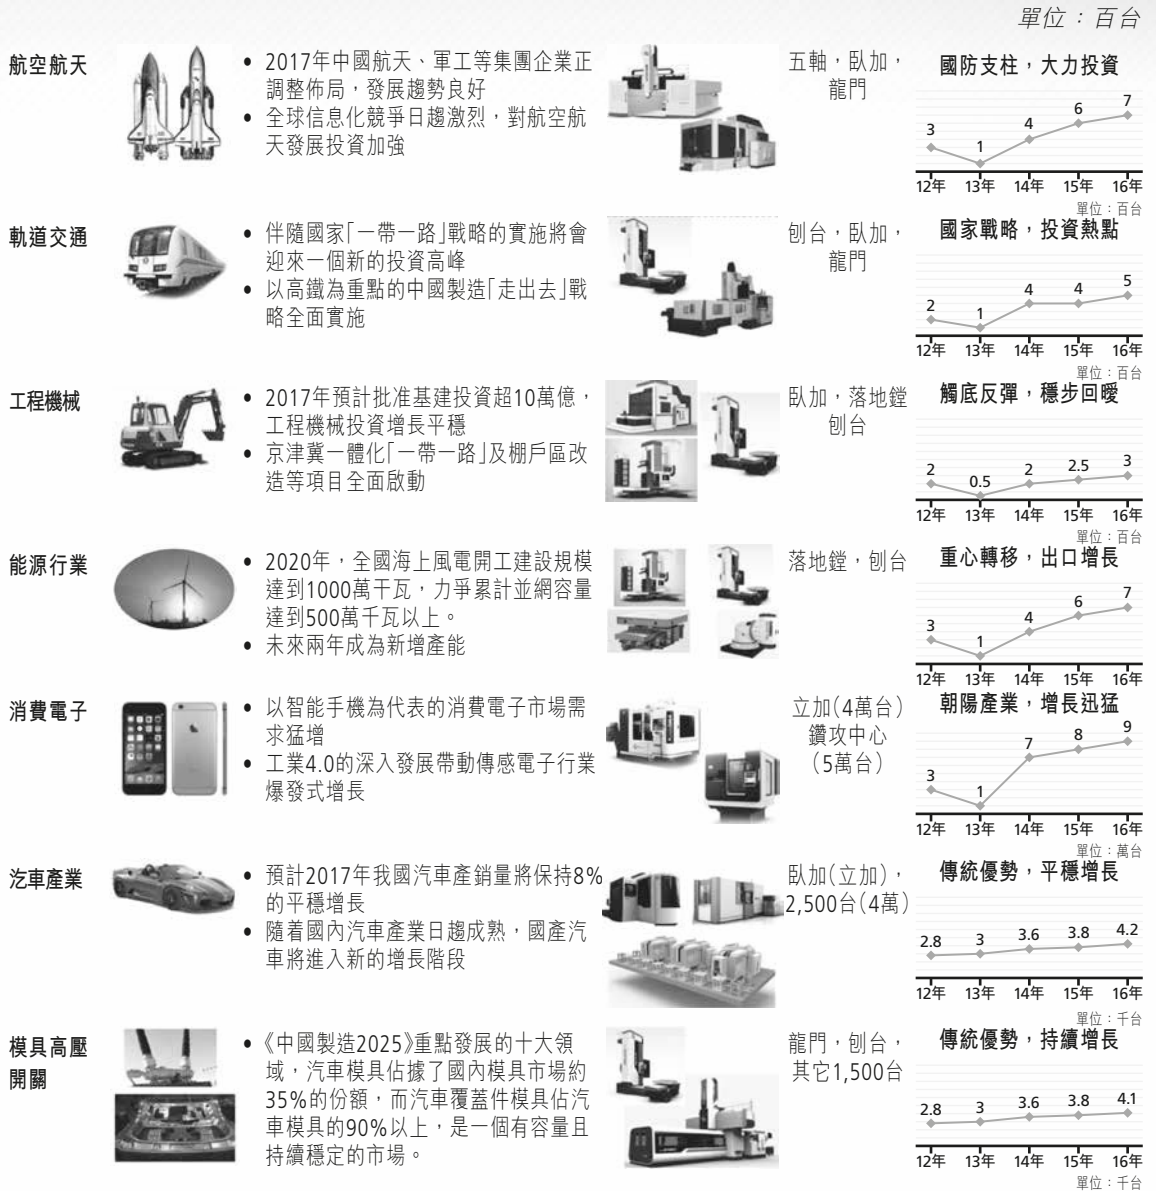 單位：百台
航空航天
• 2017年中國航天、軍工等集團企業正
調整佈局，發展趨勢良好
• 全球信息化競爭日趨激烈，對航空航
天發展投資加強
五軸，臥加，
龍門
國防支柱，大力投資
3 1 4 6 7
12年 13年 14年 15年 16年
單位：百台
軌道交通
• 伴隨國家「一帶一路」戰略的實施將會
迎來一個新的投資高峰
• 以高鐵為重點的中國製造「走出去」戰
略全面實施
刨台，臥加，
龍門
國家戰略，投資熱點
2 1 4 4 5
12年 13年 14年 15年 16年
單位：百台
工程機械
• 2017年預計批准基建投資超10萬億，
工程機械投資增長平穩
• 京津冀一體化「一帶一路」及棚戶區改
造等項目全面啟動
臥加，落地鏜
刨台
觸底反彈，穩步回曖
2 0.5 2 2.5 3
12年 13年 14年 15年 16年
單位：百台
能源行業
• 2020年，全國海上風電開工建設規模
達到1000萬干瓦，力爭累計並網容量
達到500萬千瓦以上。
• 未來兩年成為新增產能
落地鏜，刨台
重心轉移，出口增長
3 1 4 6 7
12年 13年 14年 15年 16年
消費電子
• 以智能手機為代表的消費電子市場需
求猛增
• 工業4.0的深入發展帶動傳感電子行業
爆發式增長
立加（4萬台）
鑽攻中心
（5萬台）
朝陽產業，增長迅猛
3 1 7 8 9
12年 13年 14年 15年 16年
單位：萬台
汽車產業
• 預計2017年我國汽車產銷量將保持8%
的平穩增長
• 隨着國內汽車產業日趨成熟，國產汽
車將進入新的增長階段
臥加（立加），
2,500台（4萬）
傳統優勢，平穩增長
2.8 3 3.6 3.8 4.2
12年 13年 14年 15年 16年
單位：千台
模具高壓
開關
• 《中國製造2025》重點發展的十大領
域，汽車模具佔據了國內模具市場約
35%的份額，而汽車覆蓋件模具佔汽
車模具的90%以上，是一個有容量且
持續穩定的市場。
龍門，刨台，
其它1,500台
傳統優勢，持續增長
2.8 3 3.6 3.8 4.1
12年 13年 14年 15年 16年
單位：千台